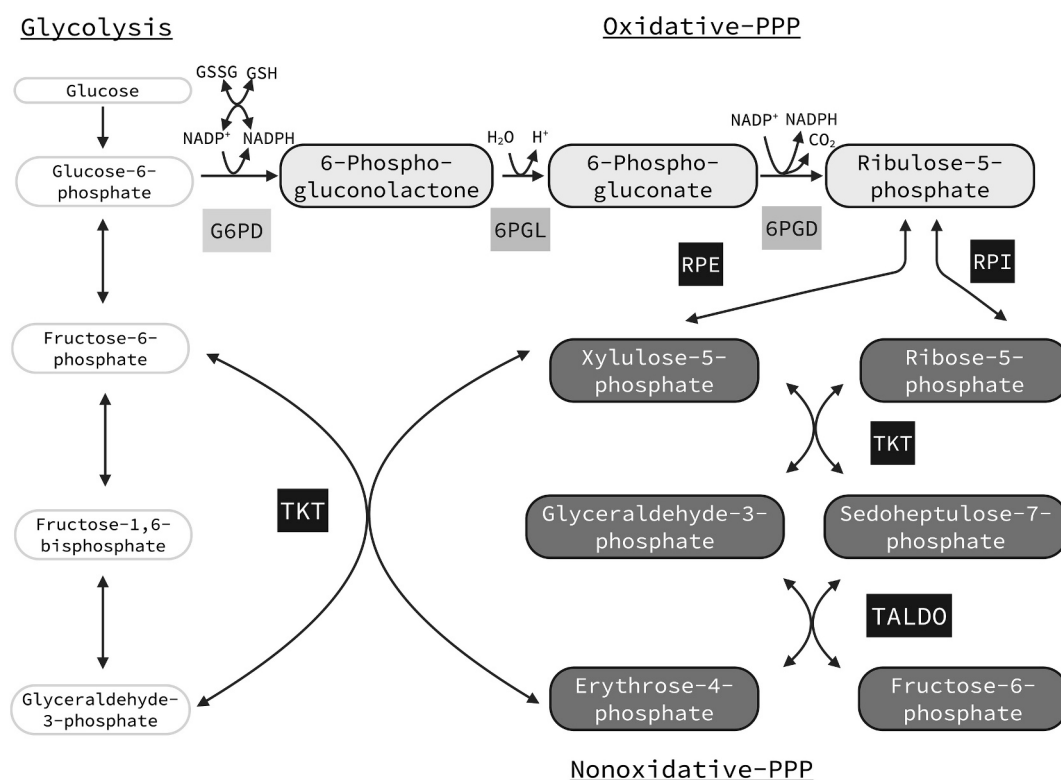 Glycolysis
Oxidative-PPP
GSSG GSH
Glucose
NADP⁺ NADPH
H₂O H⁺
NADP⁺ NADPH
CO₂
Glucose-6-
phosphate
6-Phospho-
gluconolactone
6-Phospho-
gluconate
Ribulose-5-
phosphate
G6PD
6PGL
6PGD
RPE
RPI
Fructose-6-
phosphate
Xylulose-5-
phosphate
Ribose-5-
phosphate
TKT
TKT
Fructose-1,6-
bisphosphate
Glyceraldehyde-3-
phosphate
Sedoheptulose-7-
phosphate
TALDO
Glyceraldehyde-
3-phosphate
Erythrose-4-
phosphate
Fructose-6-
phosphate
Nonoxidative-PPP